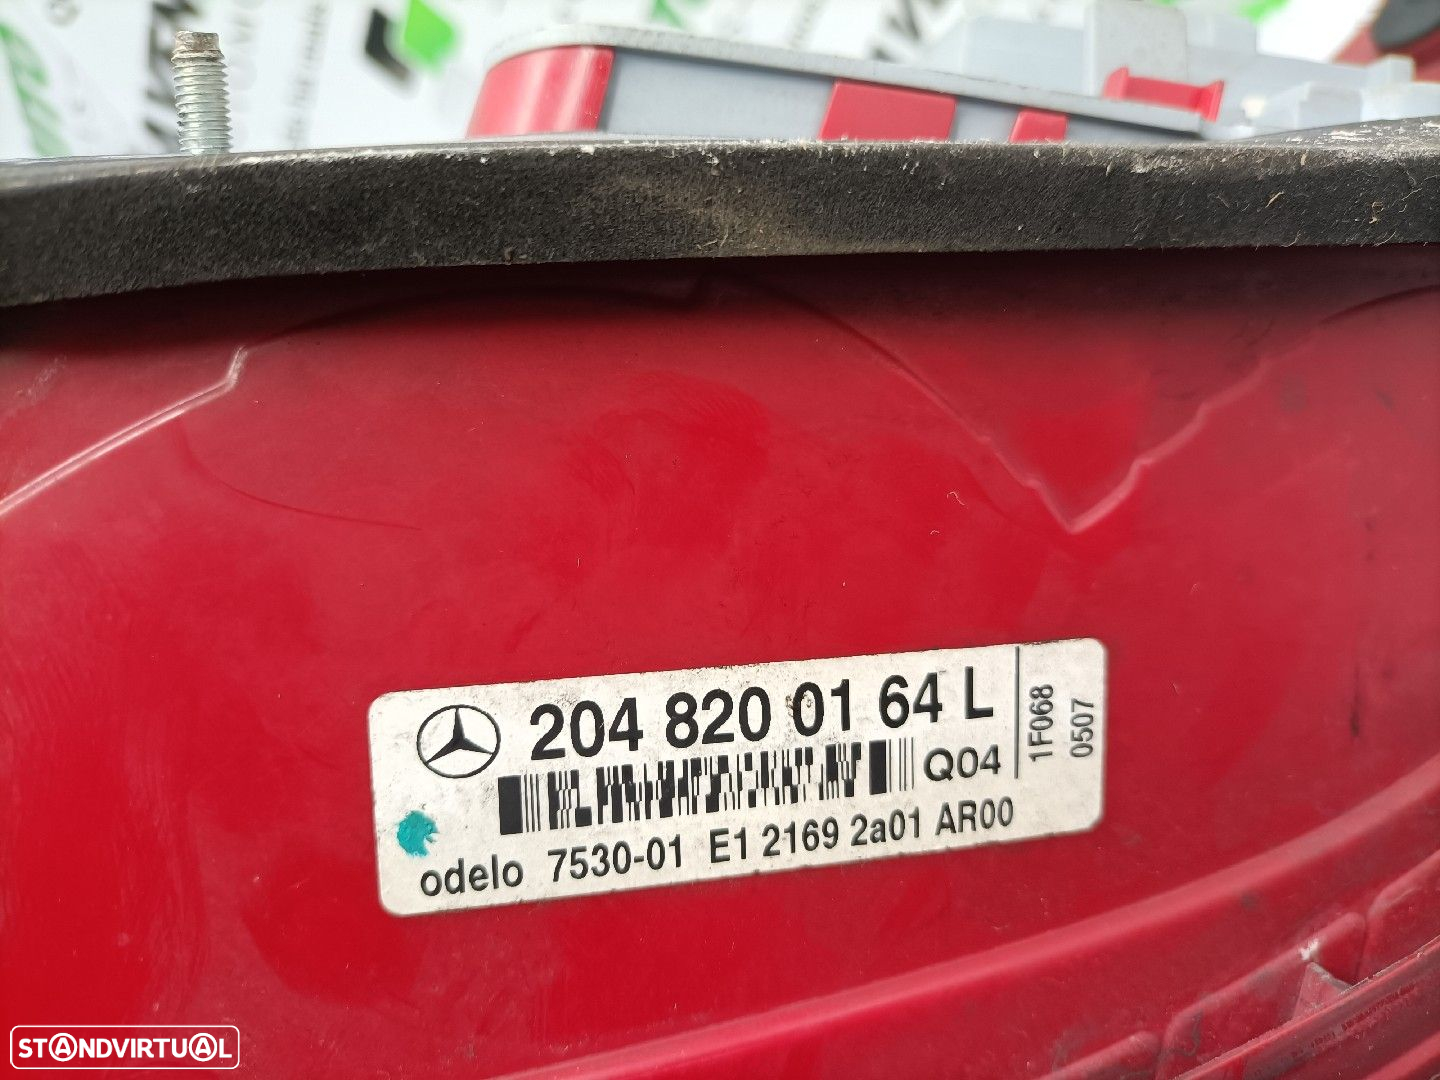 204 820 01 64 L
Q04
1F068
0507
odelo 7530-01 E1 2169 2a01 AR00
STANDVIRTUAL